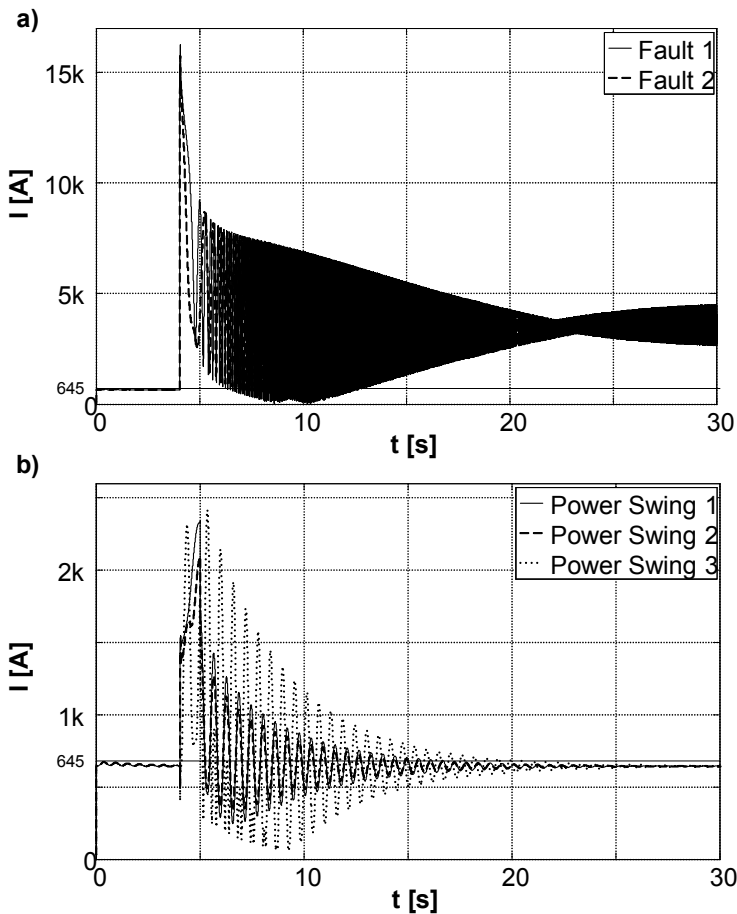 a)
Fault 1
Fault 2
I [A]
15k
10k
5k
645
0
0
10
20
30
t [s]
b)
Power Swing 1
Power Swing 2
Power Swing 3
I [A]
2k
1k
645
0
0
10
20
30
t [s]